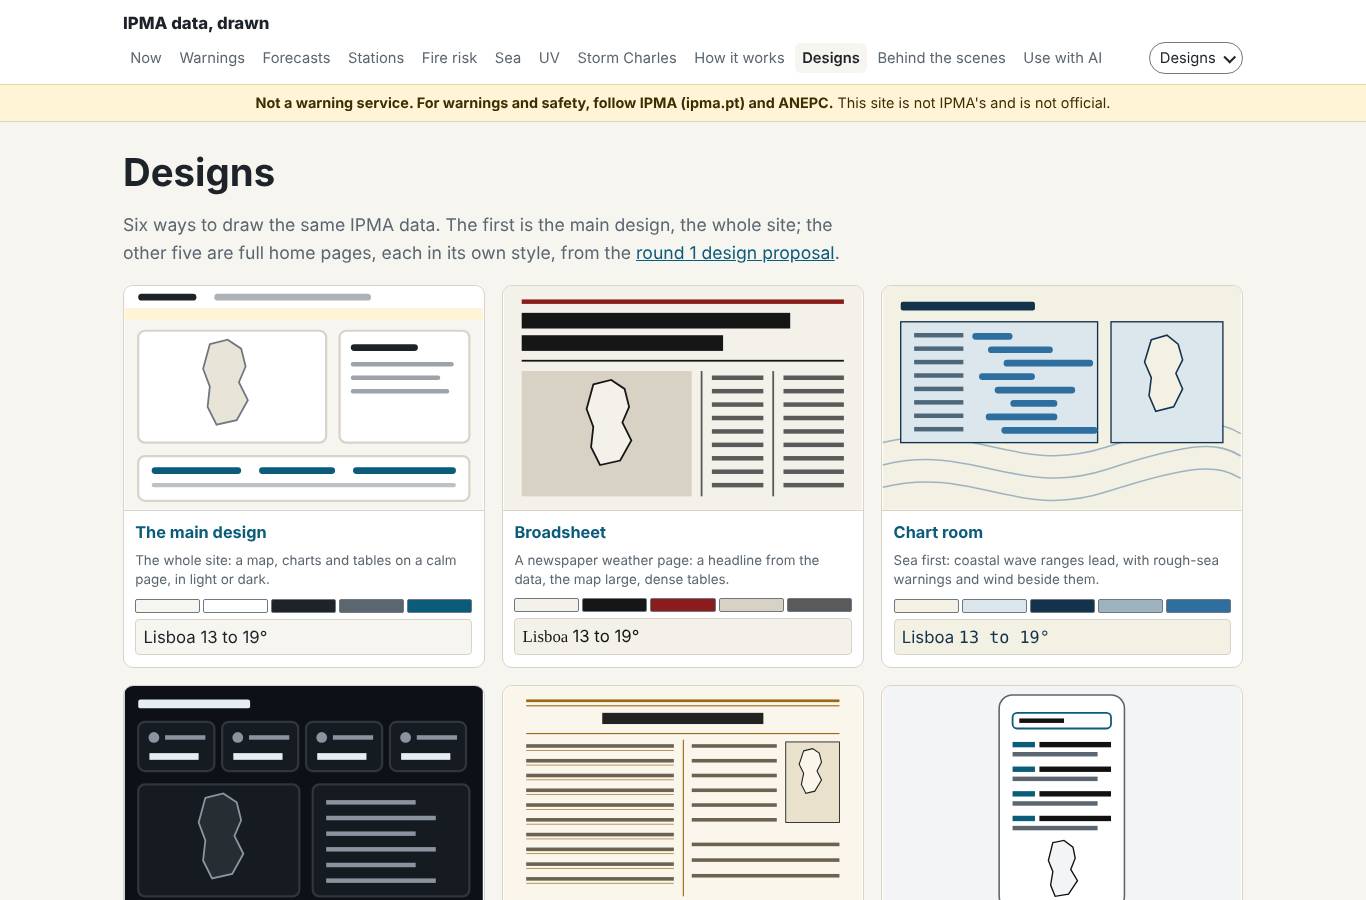 IPMA data, drawn
Now Warnings Forecasts Stations Fire risk Sea UV Storm Charles How it works Designs Behind the scenes Use with AI Designs
Not a warning service. For warnings and safety, follow IPMA (ipma.pt) and ANEPC. This site is not IPMA's and is not official.
Designs
Six ways to draw the same IPMA data. The first is the main design, the whole site; the
other five are full home pages, each in its own style, from the round 1 design proposal.
The main design
The whole site: a map, charts and tables on a calm
page, in light or dark.
Lisboa 13 to 19°
Broadsheet
A newspaper weather page: a headline from the
data, the map large, dense tables.
Lisboa 13 to 19°
Chart room
Sea first: coastal wave ranges lead, with rough-sea
warnings and wind beside them.
Lisboa 13 to 19°